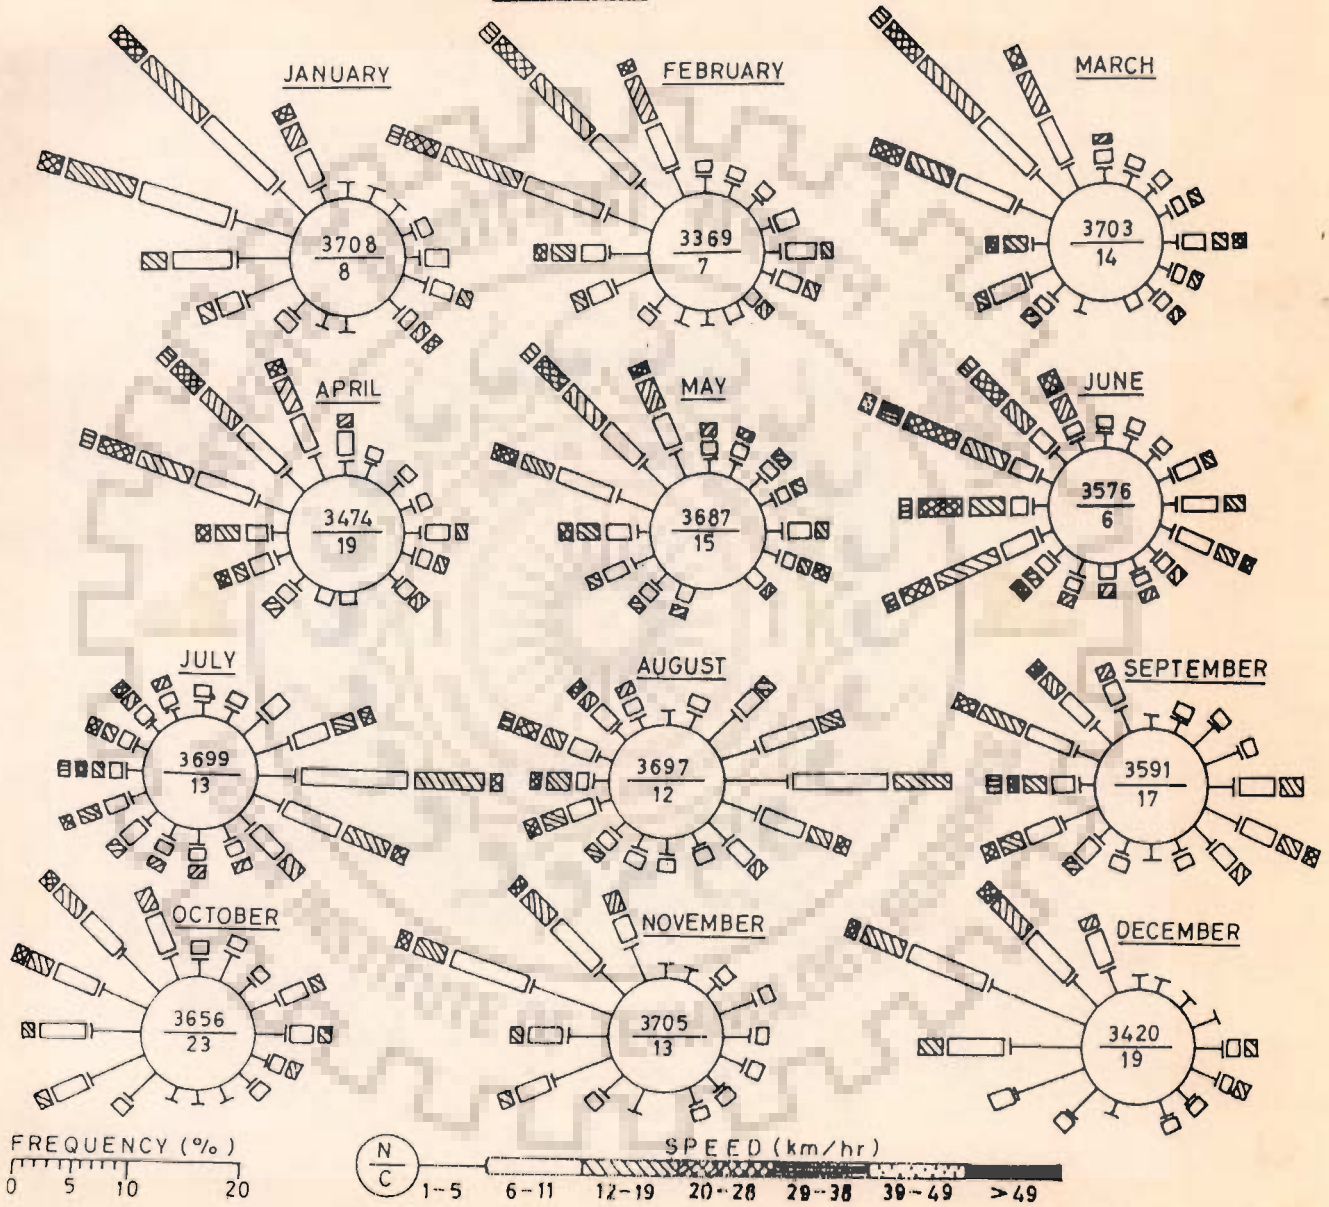 JANUARY
3708
8
FEBRUARY
3369
7
MARCH
3703
14
APRIL
3474
19
MAY
3687
15
JUNE
3576
6
JULY
3699
13
AUGUST
3697
12
SEPTEMBER
3591
17
OCTOBER
3656
23
NOVEMBER
3705
13
DECEMBER
3420
19
FREQUENCY (%)
0 5 10 20
N
C
SPEED (km/hr)
1-5 6-11 12-19 20-28 29-38 39-49 >49